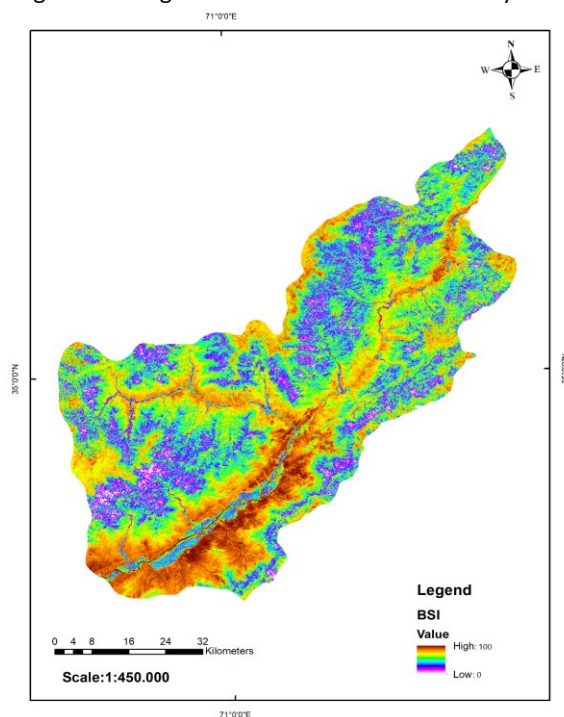 71°0'0"E
N
W E
S
35°0'0"N
Legend
BSI
Value
High: 100
Low: 0
0 4 8 16 24 32
Kilometers
Scale:1:450.000
71°0'0"E